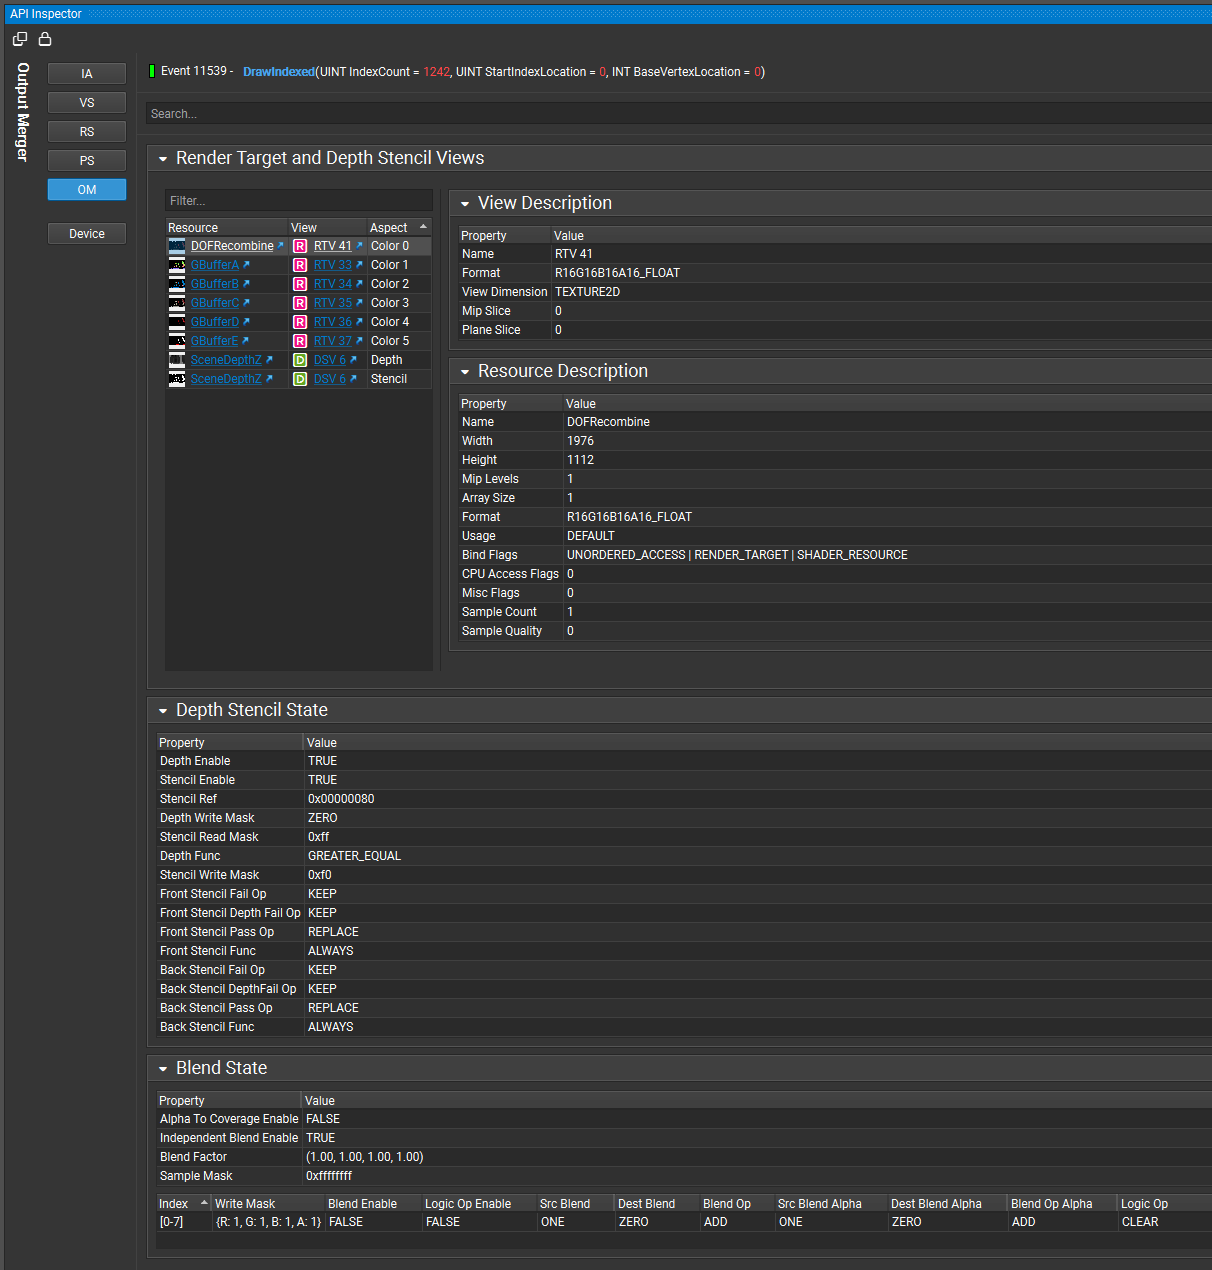 API Inspector
Output Merger
IA
VS
RS
PS
OM
Device
Event 11539 - DrawIndexed(UINT IndexCount = 1242, UINT StartIndexLocation = 0, INT BaseVertexLocation = 0)
Search...
Render Target and Depth Stencil Views
Filter...
Resource View Aspect
DOFRecombine R RTV 41 Color 0
GBufferA R RTV 33 Color 1
GBufferB R RTV 34 Color 2
GBufferC R RTV 35 Color 3
GBufferD R RTV 36 Color 4
GBufferE R RTV 37 Color 5
SceneDepthZ D DSV 6 Depth
SceneDepthZ D DSV 6 Stencil
View Description
Property Value
Name RTV 41
Format R16G16B16A16_FLOAT
View Dimension TEXTURE2D
Mip Slice 0
Plane Slice 0
Resource Description
Property Value
Name DOFRecombine
Width 1976
Height 1112
Mip Levels 1
Array Size 1
Format R16G16B16A16_FLOAT
Usage DEFAULT
Bind Flags UNORDERED_ACCESS | RENDER_TARGET | SHADER_RESOURCE
CPU Access Flags 0
Misc Flags 0
Sample Count 1
Sample Quality 0
Depth Stencil State
Property Value
Depth Enable TRUE
Stencil Enable TRUE
Stencil Ref 0x00000080
Depth Write Mask ZERO
Stencil Read Mask 0xff
Depth Func GREATER_EQUAL
Stencil Write Mask 0xf0
Front Stencil Fail Op KEEP
Front Stencil Depth Fail Op KEEP
Front Stencil Pass Op REPLACE
Front Stencil Func ALWAYS
Back Stencil Fail Op KEEP
Back Stencil DepthFail Op KEEP
Back Stencil Pass Op REPLACE
Back Stencil Func ALWAYS
Blend State
Property Value
Alpha To Coverage Enable FALSE
Independent Blend Enable TRUE
Blend Factor (1.00, 1.00, 1.00, 1.00)
Sample Mask 0xffffffff
Index Write Mask Blend Enable Logic Op Enable Src Blend Dest Blend Blend Op Src Blend Alpha Dest Blend Alpha Blend Op Alpha Logic Op
[0-7] {R: 1, G: 1, B: 1, A: 1} FALSE FALSE ONE ZERO ADD ONE ZERO ADD CLEAR